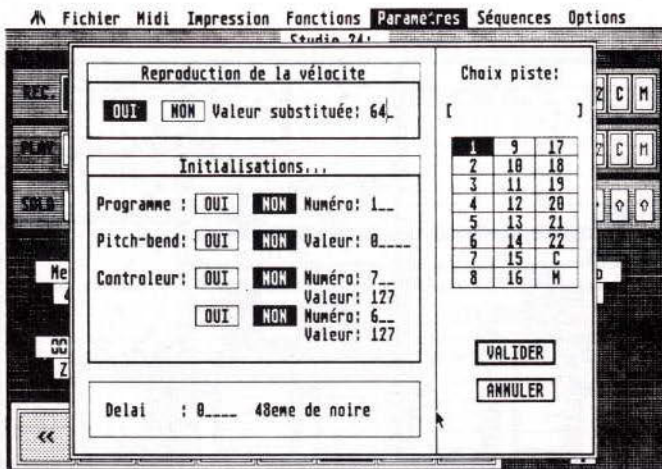 Fichier Midi Impression Fonctions Paramètres Séquences Options
Studio 24:
REC.
PLAY
SOLO
C M
C M
Reproduction de la vélocite
OUI NON Valeur substituée: 64_
Initialisations...
Programme : OUI NON Numéro: 1__
Pitch-bend: OUI NON Valeur: 0____
Controleur: OUI NON Numéro: 7__
Valeur: 127
OUI NON Numéro: 6__
Valeur: 127
Delai : 0____ 48eme de noire
Choix piste:
[ ]
1 9 17
2 10 18
3 11 19
4 12 20
5 13 21
6 14 22
7 15 C
8 16 M
VALIDER
ANNULER
Me
00
Z
<<